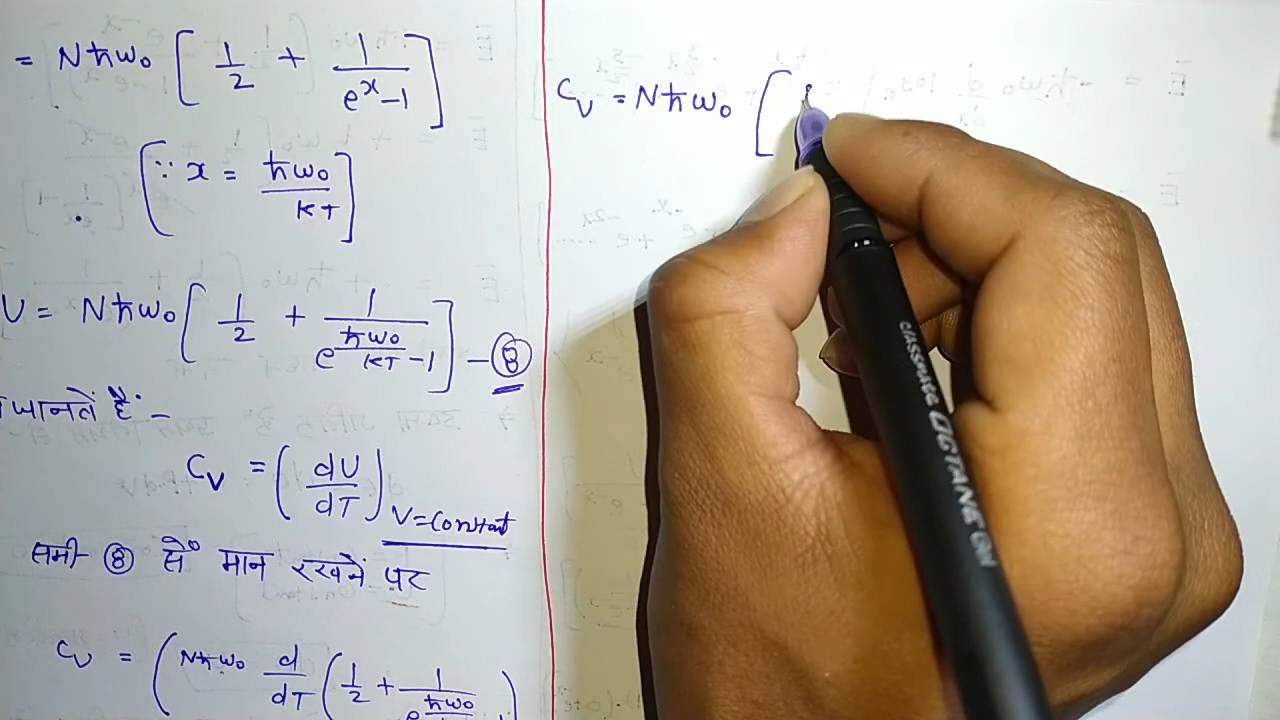 = Nħω₀ [ 1/2 + 1/(eˣ-1) ]
[ ∵ x = ħω₀/KT ]
U = Nħω₀ [ 1/2 + 1/(e^(ħω₀/KT) -1) ] — ⑧
जानतें हैं -
Cᵥ = (dU/dT) V=Constant
समी ⑧ से मान रखनें पर
Cᵥ = ( Nħω₀ d/dT ( 1/2 + 1/e^(ħω₀
Cᵥ = Nħω₀ [
classmate OCTANE Gel